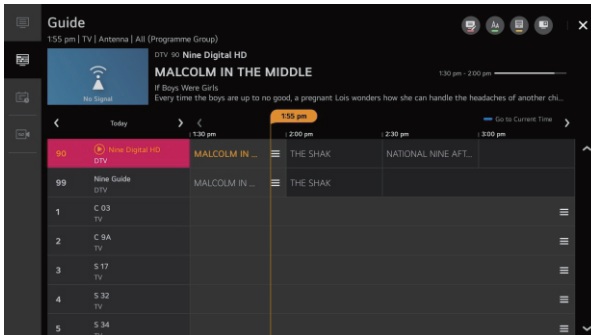 Guide
1:55 pm | TV | Antenna | All (Programme Group)
DTV 90 Nine Digital HD
MALCOLM IN THE MIDDLE
1:30 pm - 2:00 pm
If Boys Were Girls
Every time the boys are up to no good, a pregnant Lois wonders how she can handle the headaches of another chi...
No Signal
1:55 pm
Go to Current Time
Today
1:30 pm 2:00 pm 2:30 pm 3:00 pm
90 Nine Digital HD MALCOLM IN ... THE SHAK NATIONAL NINE AFT...
DTV
99 Nine Guide MALCOLM IN ... THE SHAK
DTV
1 C 03
TV
2 C 9A
TV
3 S 17
TV
4 S 32
TV
5 S 34